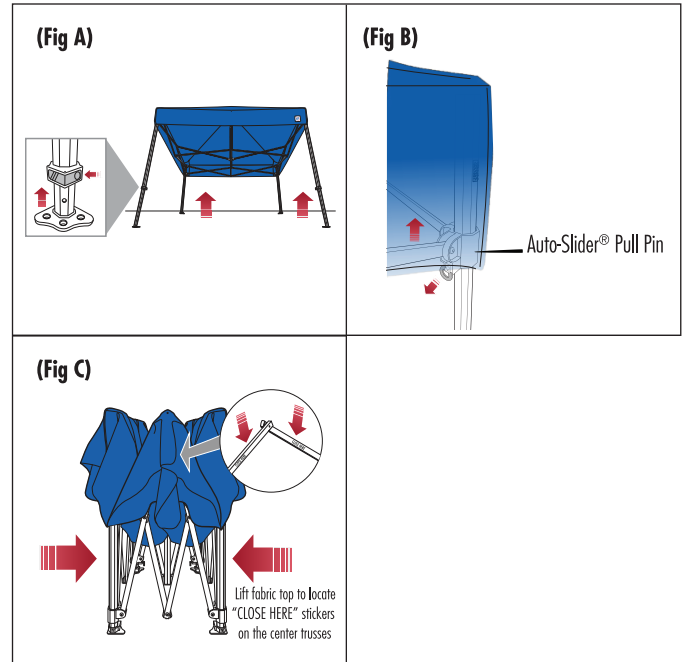 (Fig A)
(Fig B)
Auto-Slider® Pull Pin
(Fig C)
Lift fabric top to locate
“CLOSE HERE” stickers
on the center trusses